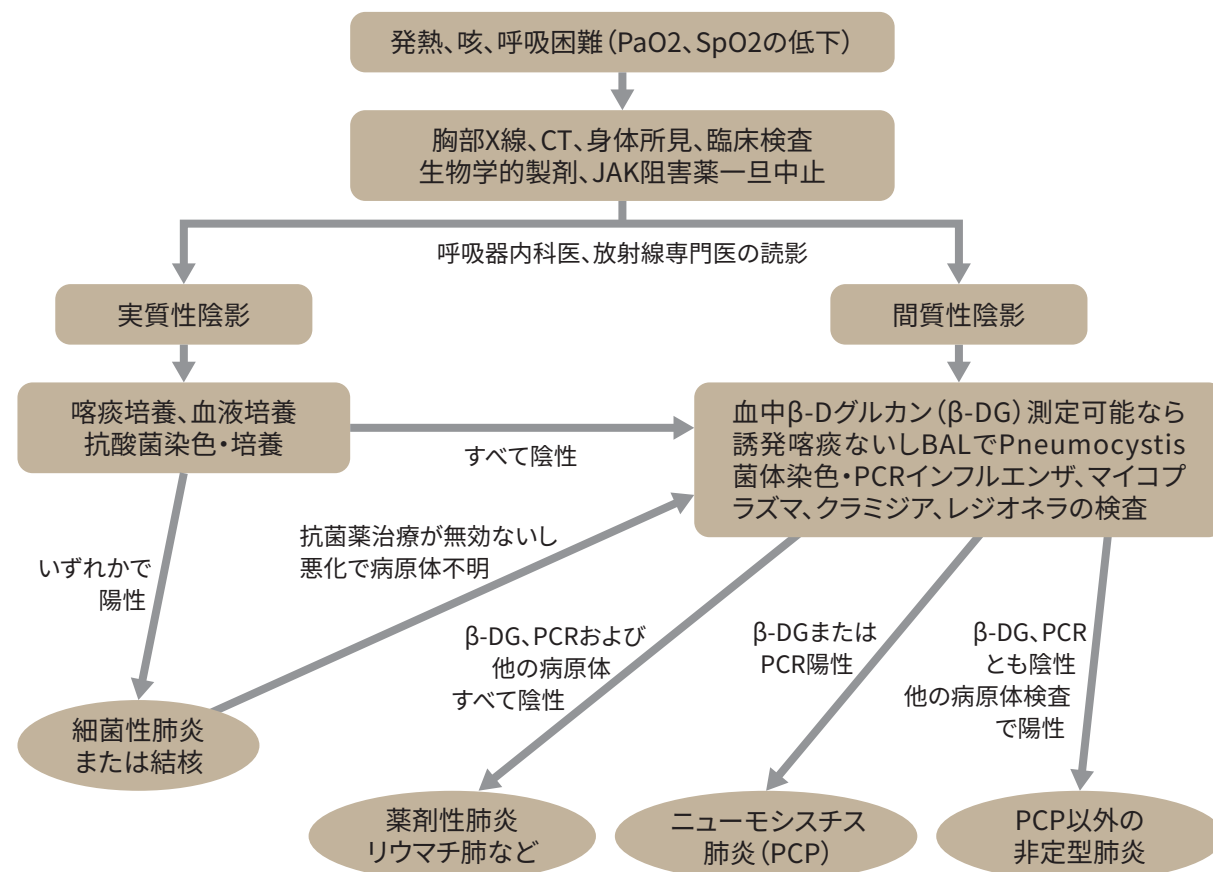 発熱、咳、呼吸困難（PaO2、SpO2の低下）
胸部X線、CT、身体所見、臨床検査
生物学的製剤、JAK阻害薬一旦中止
呼吸器内科医、放射線専門医の読影
実質性陰影
間質性陰影
喀痰培養、血液培養
抗酸菌染色・培養
すべて陰性
血中β-Dグルカン（β-DG）測定可能なら
誘発喀痰ないしBALでPneumocystis
菌体染色・PCRインフルエンザ、マイコプ
ラズマ、クラミジア、レジオネラの検査
いずれかで
陽性
抗菌薬治療が無効ないし
悪化で病原体不明
β-DG、PCRおよび
他の病原体
すべて陰性
β-DGまたは
PCR陽性
β-DG、PCR
とも陰性
他の病原体検査
で陽性
細菌性肺炎
または結核
薬剤性肺炎
リウマチ肺など
ニューモシスチス
肺炎（PCP）
PCP以外の
非定型肺炎